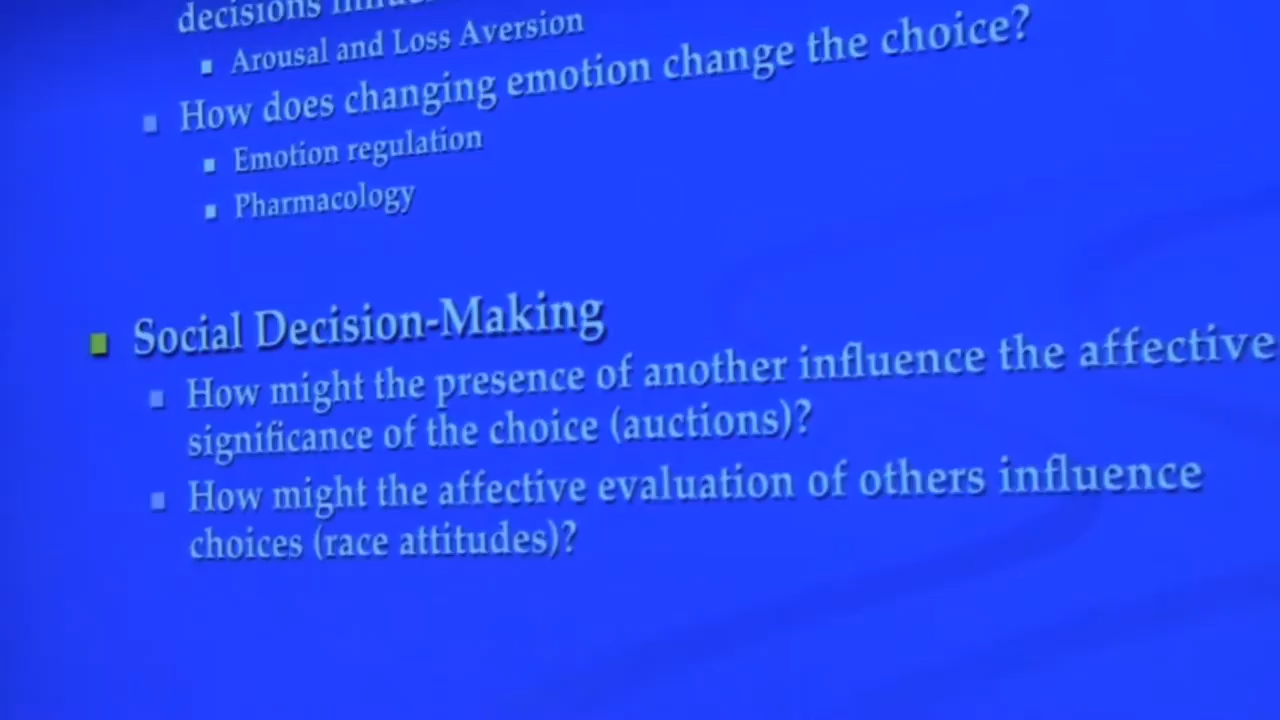 decisions
Arousal and Loss Aversion
How does changing emotion change the choice?
Emotion regulation
Pharmacology
Social Decision-Making
How might the presence of another influence the affective
significance of the choice (auctions)?
How might the affective evaluation of others influence
choices (race attitudes)?